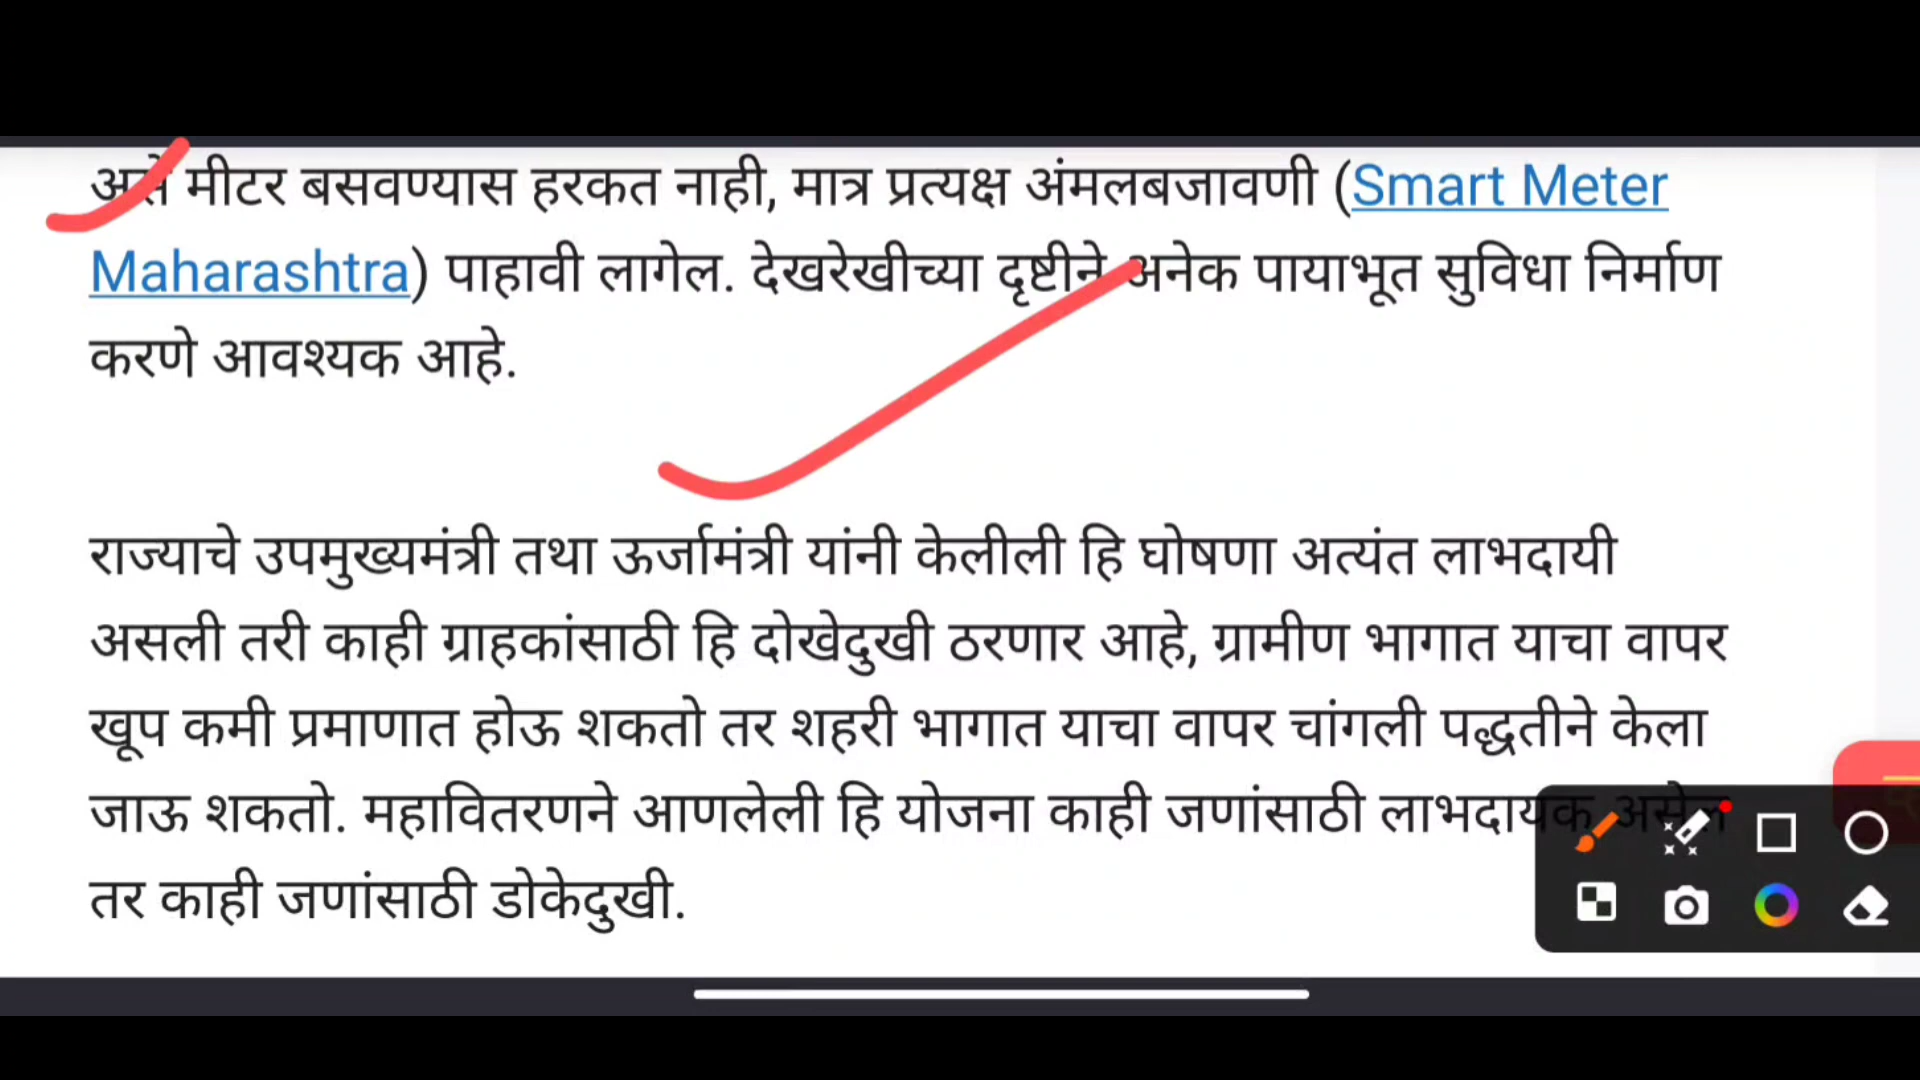 असे मीटर बसवण्यास हरकत नाही, मात्र प्रत्यक्ष अंमलबजावणी (Smart Meter
Maharashtra) पाहावी लागेल. देखरेखीच्या दृष्टीने अनेक पायाभूत सुविधा निर्माण
करणे आवश्यक आहे.
राज्याचे उपमुख्यमंत्री तथा ऊर्जामंत्री यांनी केलीली हि घोषणा अत्यंत लाभदायी
असली तरी काही ग्राहकांसाठी हि दोखेदुखी ठरणार आहे, ग्रामीण भागात याचा वापर
खूप कमी प्रमाणात होऊ शकतो तर शहरी भागात याचा वापर चांगली पद्धतीने केला
जाऊ शकतो. महावितरणने आणलेली हि योजना काही जणांसाठी लाभदायक असेल
तर काही जणांसाठी डोकेदुखी.